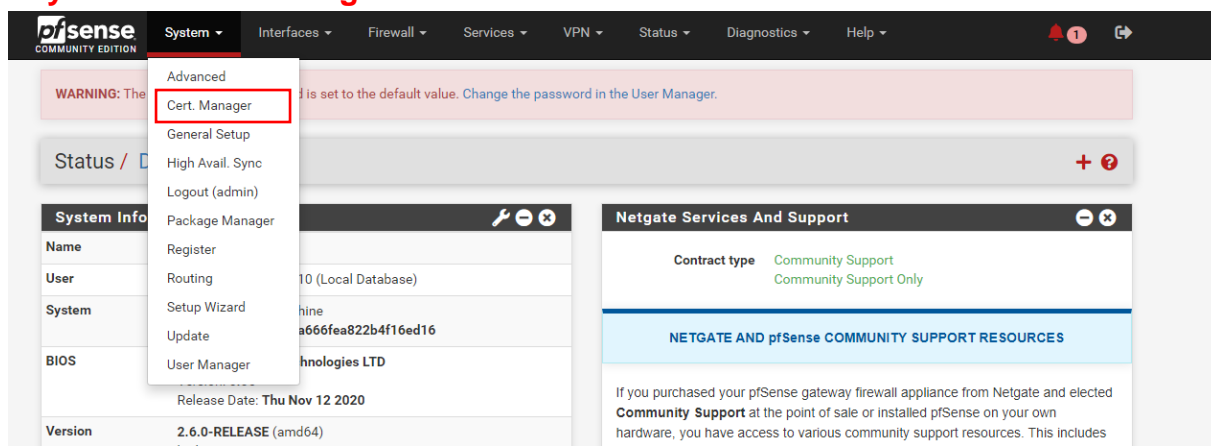 pfsense System Interfaces Firewall Services VPN Status Diagnostics Help 1
COMMUNITY EDITION
Advanced
WARNING: The is set to the default value. Change the password in the User Manager.
Cert. Manager
General Setup
Status /
High Avail. Sync
Logout (admin)
System Info
Package Manager
Netgate Services And Support
Name
Register
Contract type Community Support
User
Routing
10 (Local Database)
Community Support Only
System
Setup Wizard
a666fea822b4f16ed16
Update
NETGATE AND pfSense COMMUNITY SUPPORT RESOURCES
BIOS
User Manager
hnologies LTD
Release Date: Thu Nov 12 2020
If you purchased your pfSense gateway firewall appliance from Netgate and elected
Community Support at the point of sale or installed pfSense on your own
Version
2.6.0-RELEASE (amd64)
hardware, you have access to various community support resources. This includes